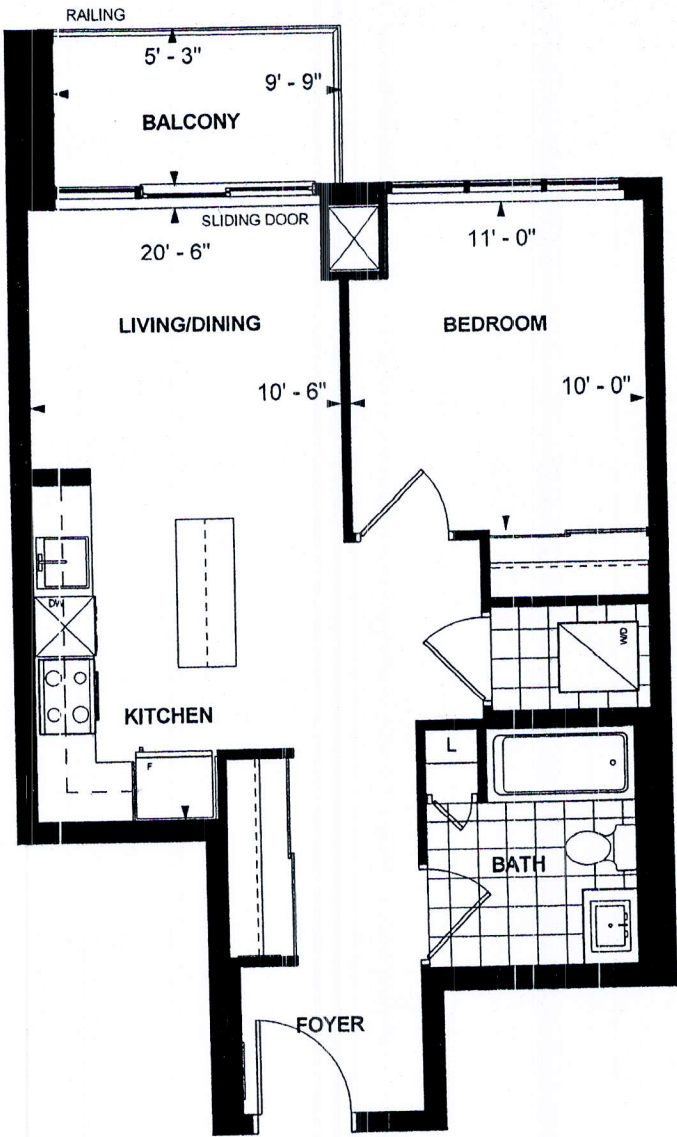 RAILING
5' - 3"
9' - 9"
BALCONY
SLIDING DOOR
20' - 6"
11' - 0"
LIVING/DINING
BEDROOM
10' - 6"
10' - 0"
DW
WD
KITCHEN
L
F
BATH
FOYER